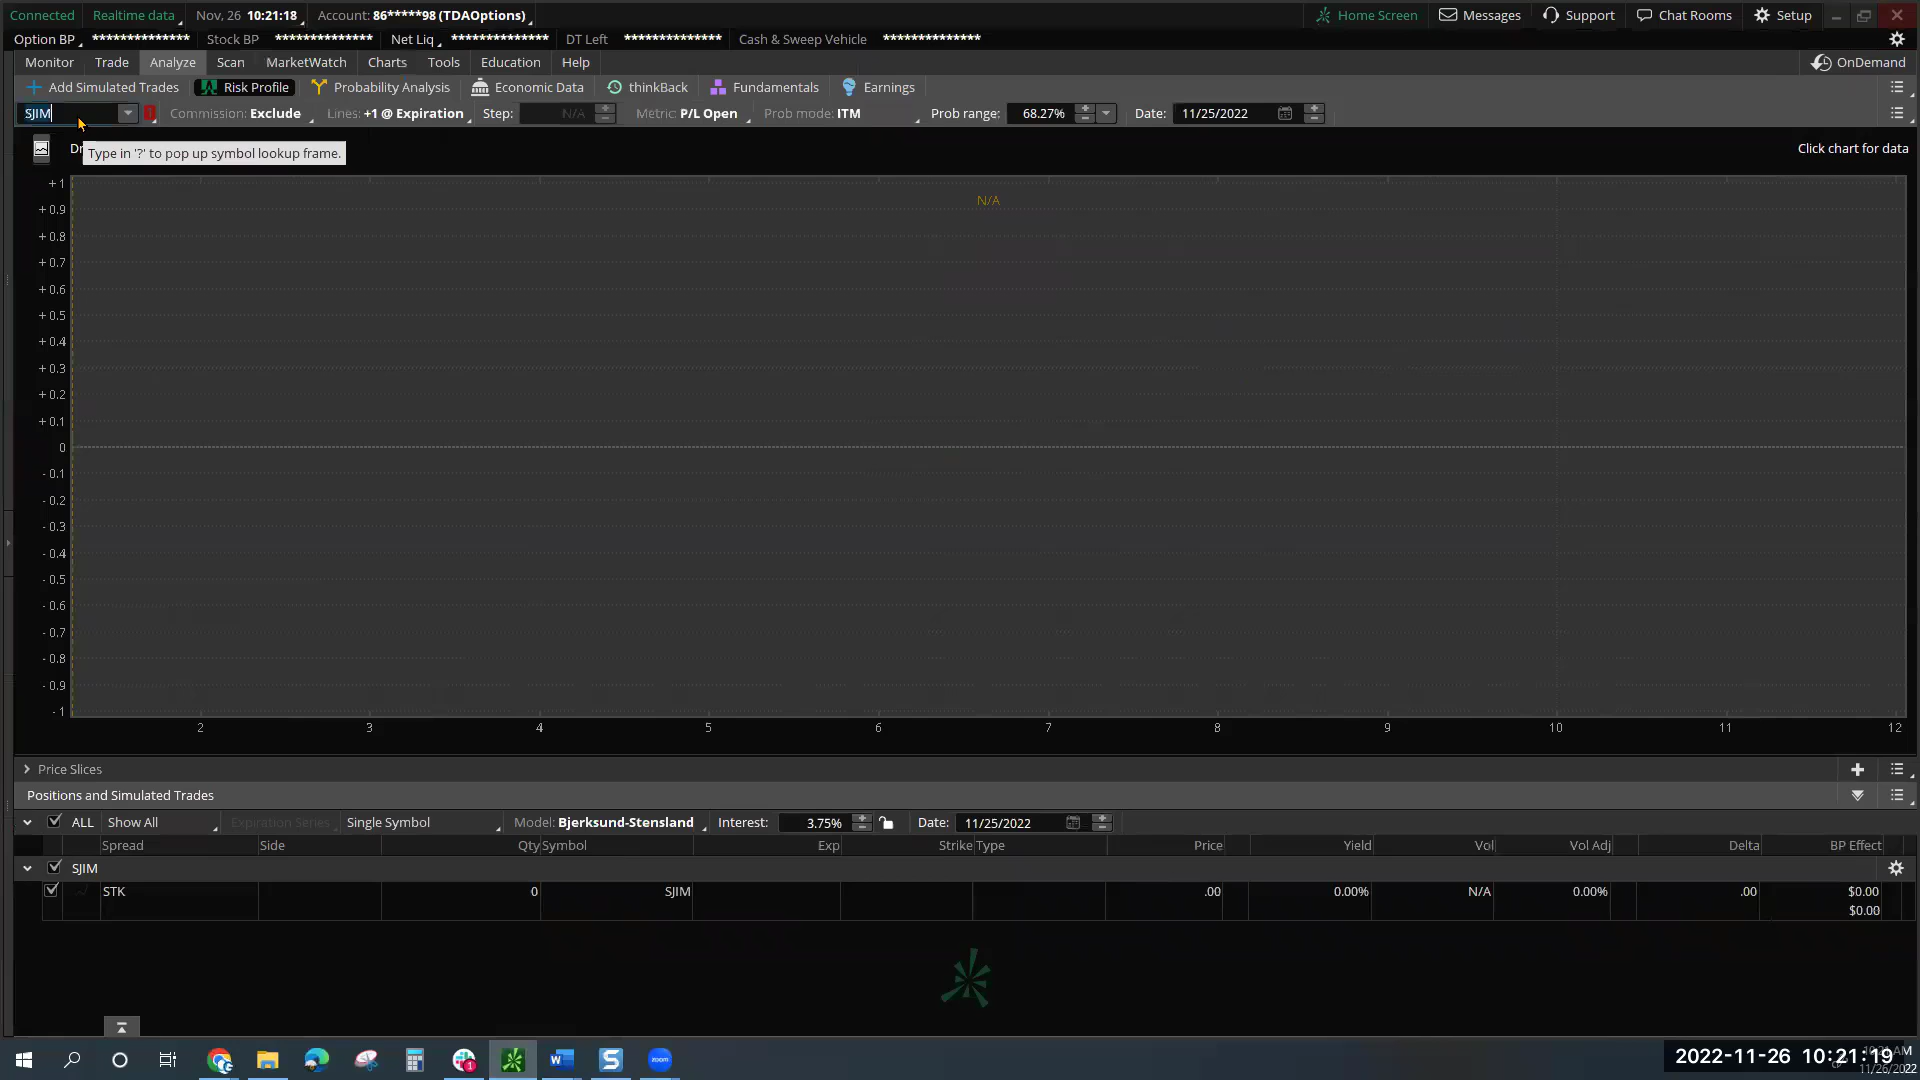 Connected Realtime data Nov, 26 10:21:18 Account: 86*****98 (TDAOptions) Home Screen Messages Support Chat Rooms Setup
Option BP ************** Stock BP ************** Net Liq ************** DT Left ************** Cash & Sweep Vehicle **************
Monitor Trade Analyze Scan MarketWatch Charts Tools Education Help OnDemand
Add Simulated Trades Risk Profile Probability Analysis Economic Data thinkBack Fundamentals Earnings
SJIM Commission: Exclude Lines: +1 @ Expiration Step: N/A Metric: P/L Open Prob mode: ITM Prob range: 68.27% Date: 11/25/2022
Type in '?' to pop up symbol lookup frame. Click chart for data
+1
N/A
+0.9
+0.8
+0.7
+0.6
+0.5
+0.4
+0.3
+0.2
+0.1
0
-0.1
-0.2
-0.3
-0.4
-0.5
-0.6
-0.7
-0.8
-0.9
-1
2 3 4 5 6 7 8 9 10 11 12
Price Slices
Positions and Simulated Trades
ALL Show All Expiration Series Single Symbol Model: Bjerksund-Stensland Interest: 3.75% Date: 11/25/2022
Spread Side Qty Symbol Exp Strike Type Price Yield Vol Vol Adj Delta BP Effect
SJIM
STK 0 SJIM .00 0.00% N/A 0.00% .00 $0.00
$0.00
zoom
2022-11-26 10:21:19